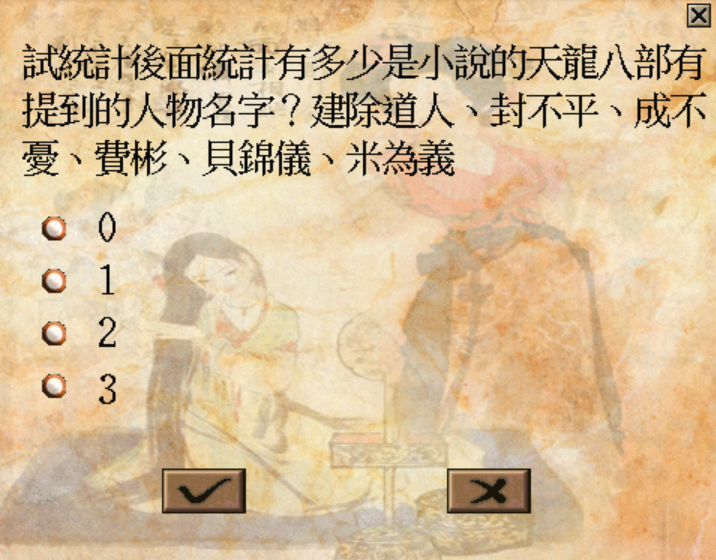 試統計後面統計有多少是小說的天龍八部有
提到的人物名字？建除道人、封不平、成不
憂、費彬、貝錦儀、米為義
0
1
2
3